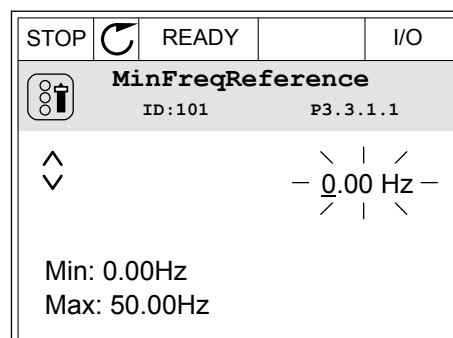 STOP READY I/O
MinFreqReference
ID:101 P3.3.1.1
0.00 Hz
Min: 0.00Hz
Max: 50.00Hz